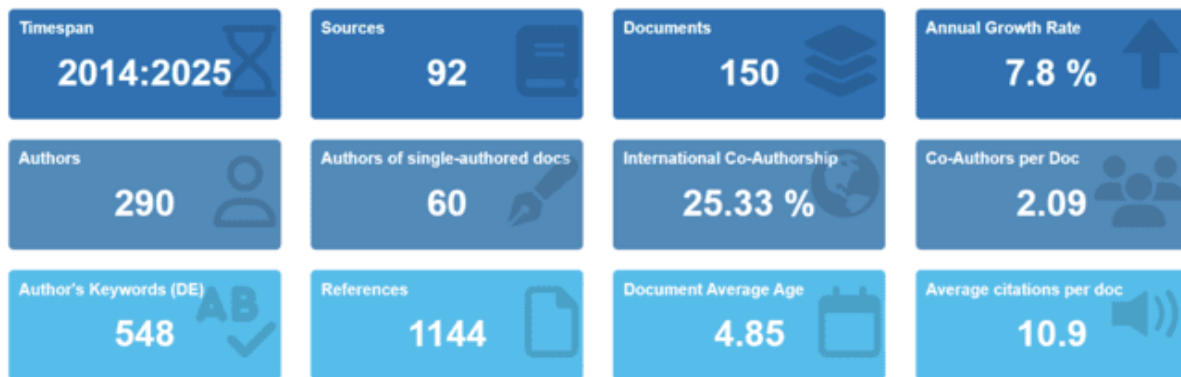 Timespan
2014:2025
Sources
92
Documents
150
Annual Growth Rate
7.8 %
Authors
290
Authors of single-authored docs
60
International Co-Authorship
25.33 %
Co-Authors per Doc
2.09
Author's Keywords (DE)
AB
548
References
1144
Document Average Age
4.85
Average citations per doc
10.9